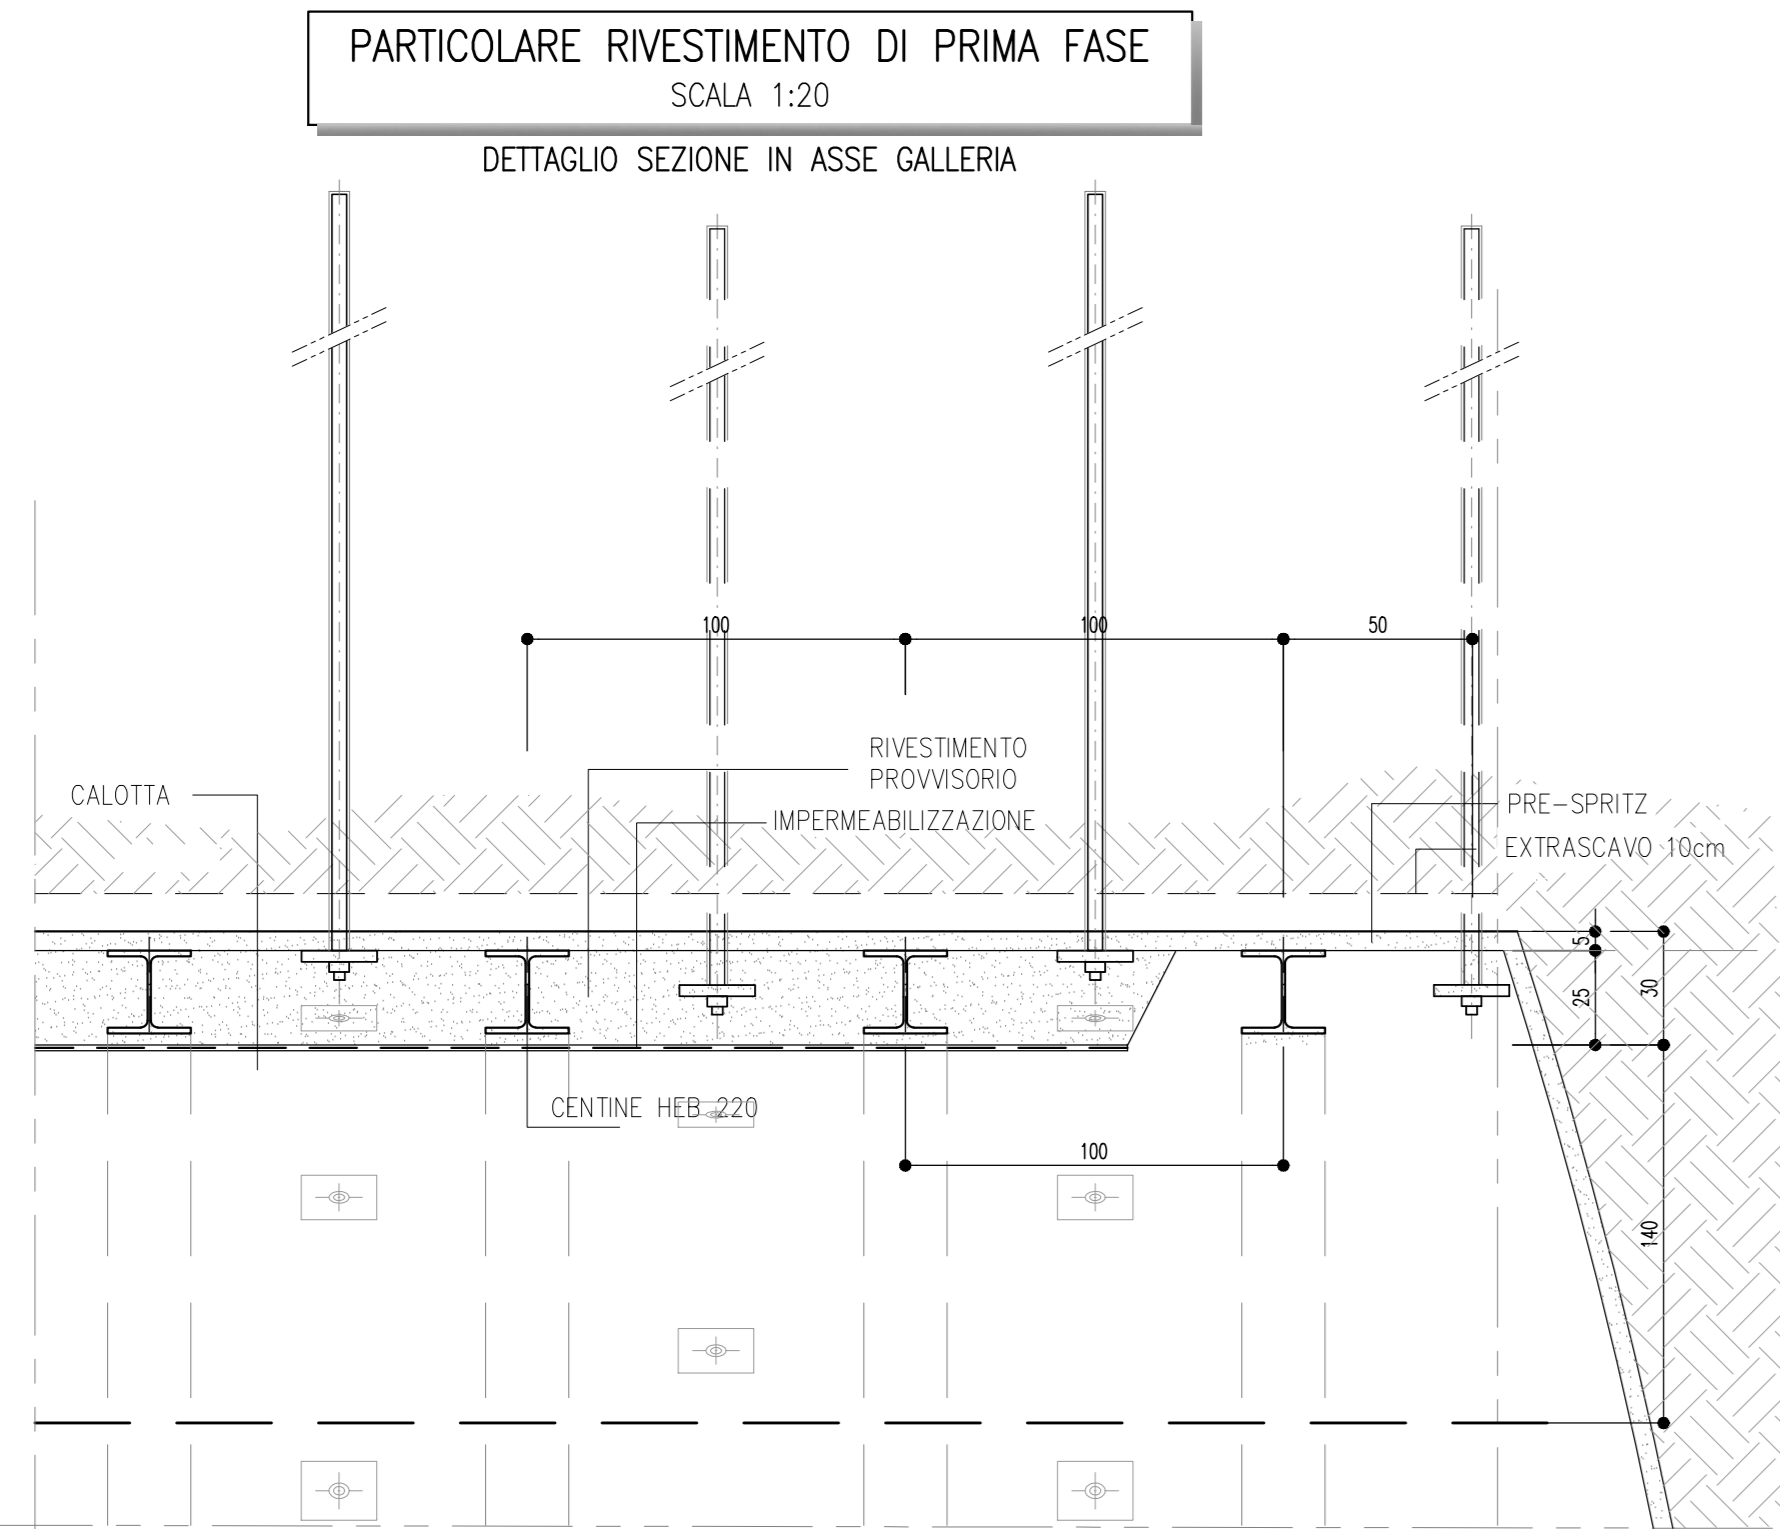 PARTICOLARE RIVESTIMENTO DI PRIMA FASE
SCALA 1:20
DETTAGLIO SEZIONE IN ASSE GALLERIA
100
100
50
RIVESTIMENTO
PROVVISORIO
CALOTTA
IMPERMEABILIZZAZIONE
PRE-SPRITZ
EXTRASCAVO 10cm
5
25
30
CENTINE HEB 220
100
140